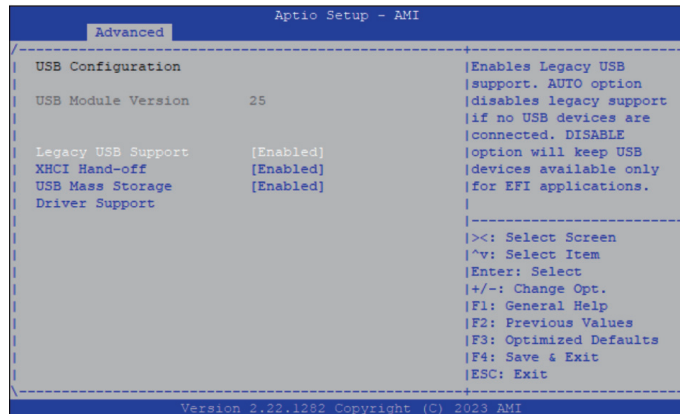 Aptio Setup - AMI
Advanced
USB Configuration
USB Module Version 25
Legacy USB Support [Enabled]
XHCI Hand-off [Enabled]
USB Mass Storage [Enabled]
Driver Support
|Enables Legacy USB
|support. AUTO option
|disables legacy support
|if no USB devices are
|connected. DISABLE
|option will keep USB
|devices available only
|for EFI applications.
|><: Select Screen
|^v: Select Item
|Enter: Select
|+/-: Change Opt.
|F1: General Help
|F2: Previous Values
|F3: Optimized Defaults
|F4: Save & Exit
|ESC: Exit
Version 2.22.1282 Copyright (C) 2023 AMI